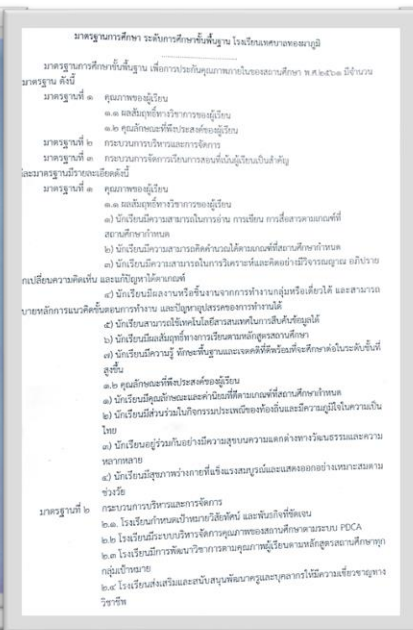 มาตรฐานการศึกษา ระดับการศึกษาขั้นพื้นฐาน โรงเรียนเทศบาลทองผาภูมิ
มาตรฐานการศึกษาขั้นพื้นฐาน เพื่อการประกันคุณภาพภายในของสถานศึกษา พ.ศ.๒๕๖๑ มีจำนวน
มาตรฐาน ดังนี้
มาตรฐานที่ ๑ คุณภาพของผู้เรียน
๑.๑ ผลสัมฤทธิ์ทางวิชาการของผู้เรียน
๑.๒ คุณลักษณะที่พึงประสงค์ของผู้เรียน
มาตรฐานที่ ๒ กระบวนการบริหารและการจัดการ
มาตรฐานที่ ๓ กระบวนการจัดการเรียนการสอนที่เน้นผู้เรียนเป็นสำคัญ
ละมาตรฐานมีรายละเอียดดังนี้
มาตรฐานที่ ๑ คุณภาพของผู้เรียน
๑.๑ ผลสัมฤทธิ์ทางวิชาการของผู้เรียน
๑) นักเรียนมีความสามารถในการอ่าน การเขียน การสื่อสารตามเกณฑ์ที่
สถานศึกษากำหนด
๒) นักเรียนมีความสามารถคิดคำนวณได้ตามเกณฑ์ที่สถานศึกษากำหนด
๓) นักเรียนมีความสามารถในการวิเคราะห์และคิดอย่างมีวิจารณญาณ อภิปราย
กเปลี่ยนความคิดเห็น และแก้ปัญหาได้ตามเกณฑ์
๔) นักเรียนมีผลงานหรือชิ้นงานจากการทำงานกลุ่มหรือเดี่ยวได้ และสามารถ
บายหลักการแนวคิดขั้นตอนการทำงาน และปัญหาอุปสรรคของการทำงานได้
๕) นักเรียนสามารถใช้เทคโนโลยีสารสนเทศในการสืบค้นข้อมูลได้
๖) นักเรียนมีผลสัมฤทธิ์ทางการเรียนตามหลักสูตรสถานศึกษา
๗) นักเรียนมีความรู้ ทักษะพื้นฐานและเจตคติที่ดีพร้อมที่จะศึกษาต่อในระดับชั้นที่
สูงขึ้น
๑.๒ คุณลักษณะที่พึงประสงค์ของผู้เรียน
๑) นักเรียนมีคุณลักษณะและค่านิยมที่ดีตามเกณฑ์ที่สถานศึกษากำหนด
๒) นักเรียนมีส่วนร่วมในกิจกรรมประเพณีของท้องถิ่นและมีความภูมิใจในความเป็น
ไทย
๓) นักเรียนอยู่ร่วมกันอย่างมีความสุขบนความแตกต่างทางวัฒนธรรมและความ
หลากหลาย
๔) นักเรียนมีสุขภาพร่างกายที่แข็งแรงสมบูรณ์และแสดงออกอย่างเหมาะสมตาม
ช่วงวัย
มาตรฐานที่ ๒ กระบวนการบริหารและการจัดการ
๒.๑. โรงเรียนกำหนดเป้าหมายวิสัยทัศน์ และพันธกิจที่ชัดเจน
๒.๒ โรงเรียนมีระบบบริหารจัดการคุณภาพของสถานศึกษาตามระบบ PDCA
๒.๓ โรงเรียนมีการพัฒนาวิชาการตามคุณภาพผู้เรียนตามหลักสูตรสถานศึกษาทุก
กลุ่มเป้าหมาย
๒.๔ โรงเรียนส่งเสริมและสนับสนุนพัฒนาครูและบุคลากรให้มีความเชี่ยวชาญทาง
วิชาชีพ